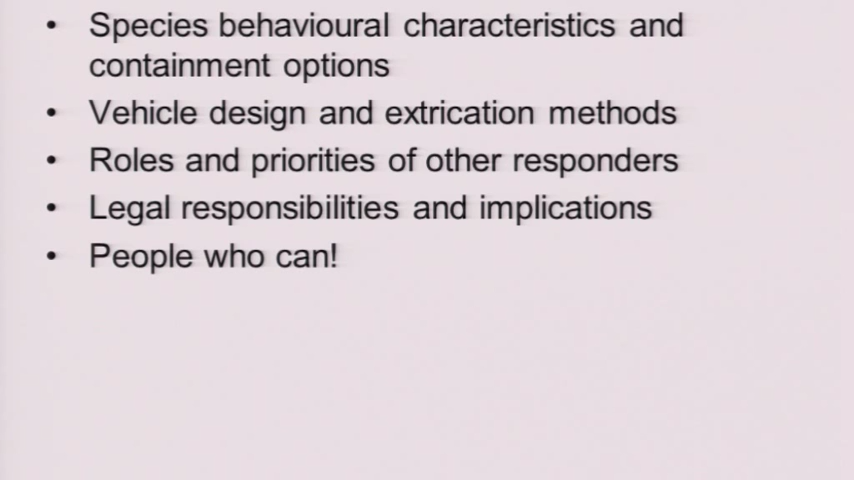 • Species behavioural characteristics and
containment options
• Vehicle design and extrication methods
• Roles and priorities of other responders
• Legal responsibilities and implications
• People who can!